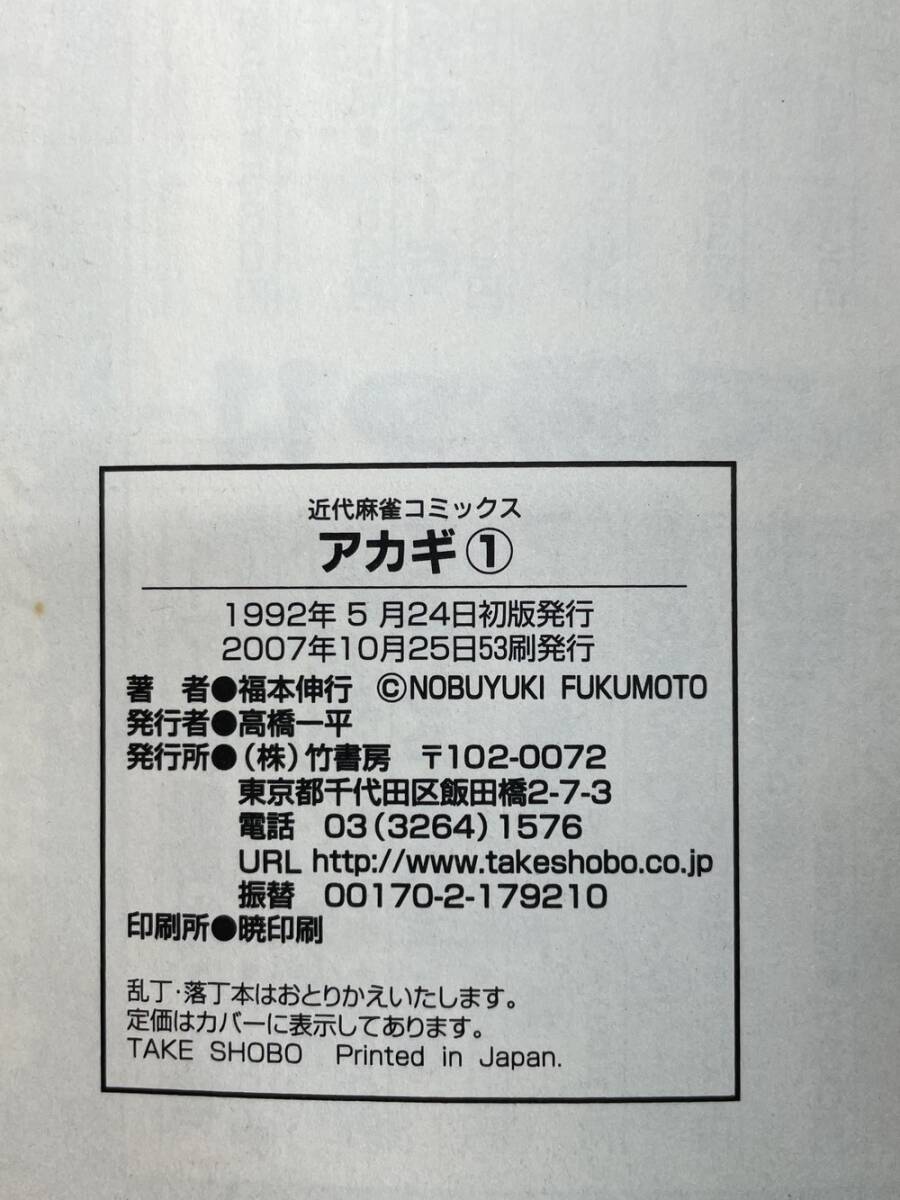 近代麻雀コミックス
アカギ①
1992年 5 月24日初版発行
2007年10月25日53刷発行
著　者●福本伸行　©NOBUYUKI FUKUMOTO
発行者●高橋一平
発行所●(株)竹書房　〒102-0072
東京都千代田区飯田橋2-7-3
電話　03(3264)1576
URL http://www.takeshobo.co.jp
振替　00170-2-179210
印刷所●暁印刷
乱丁・落丁本はおとりかえいたします。
定価はカバーに表示してあります。
TAKE SHOBO　Printed in Japan.